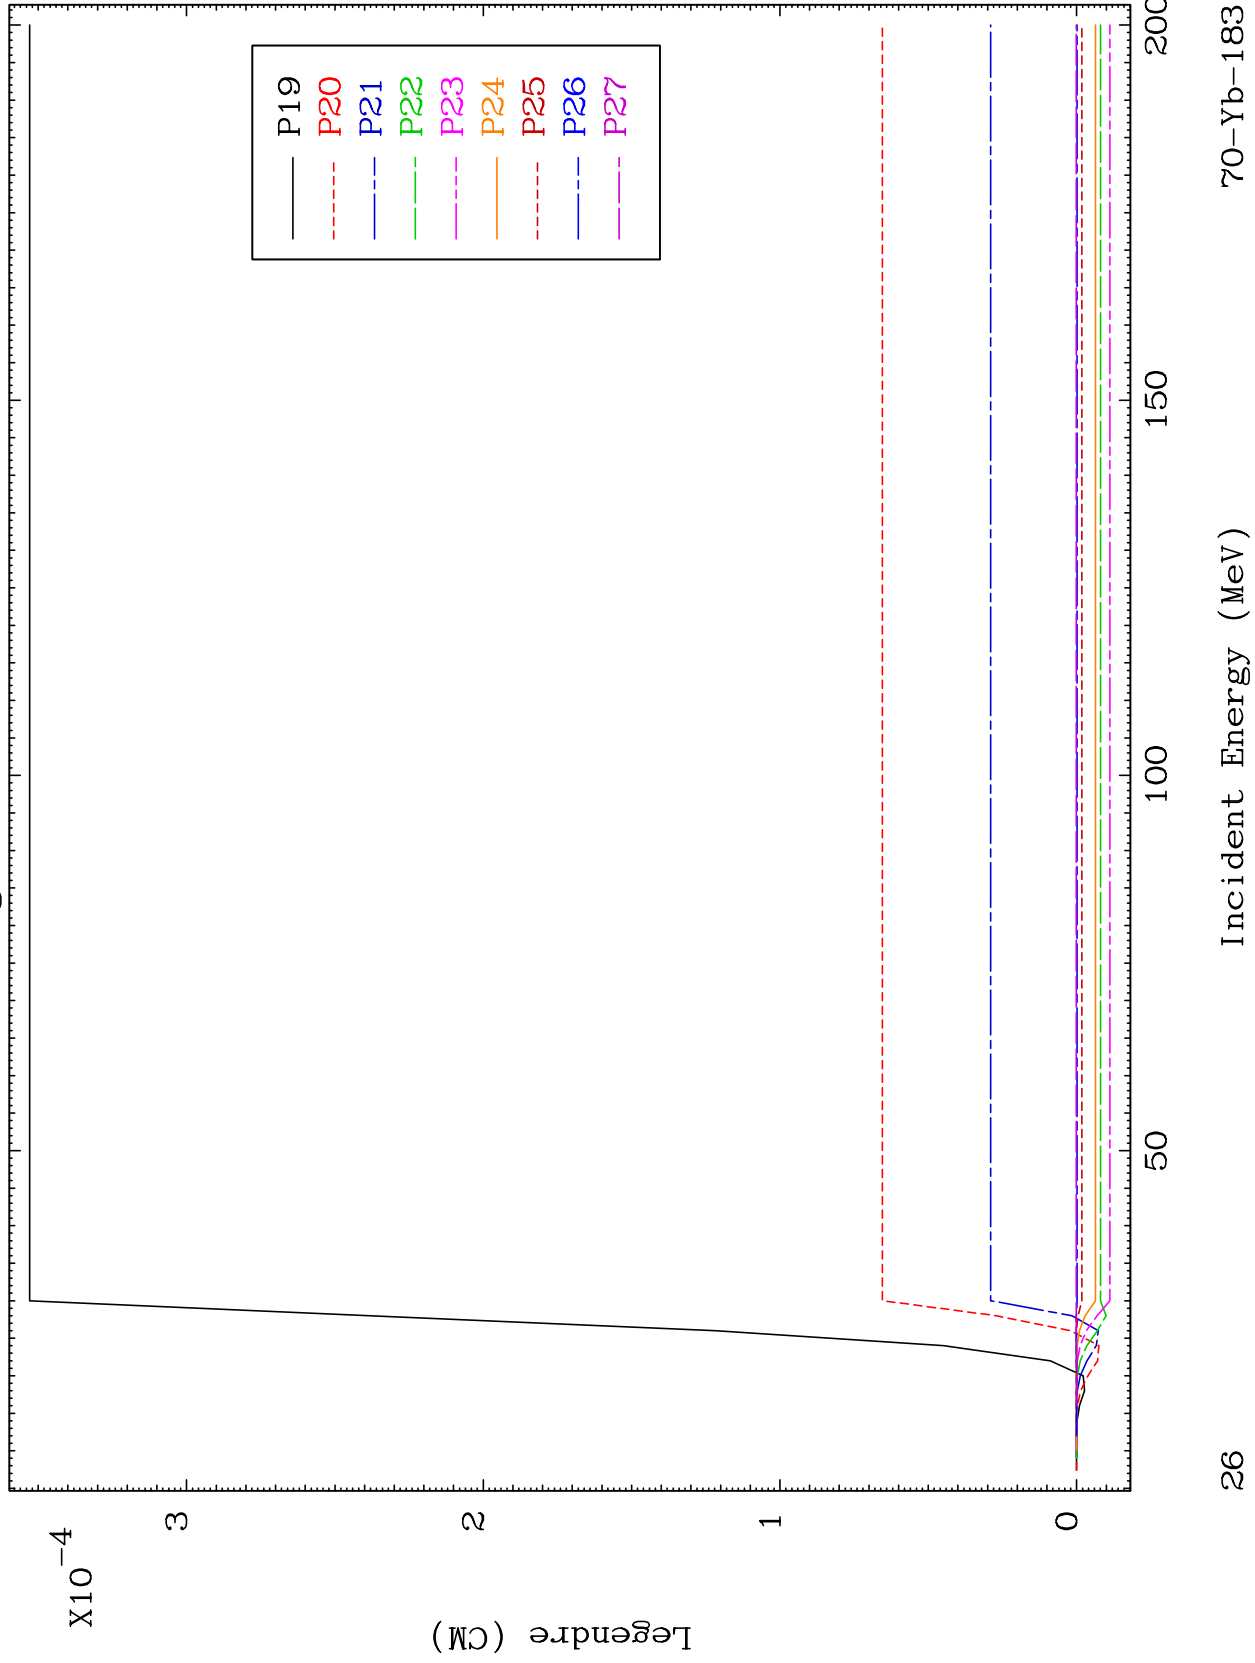 X10-4
Legendre (CM)
3
2
1
0
P19
P20
P21
P22
P23
P24
P25
P26
P27
50
100
150
200
Incident Energy (MeV)
26
70-Yb-183